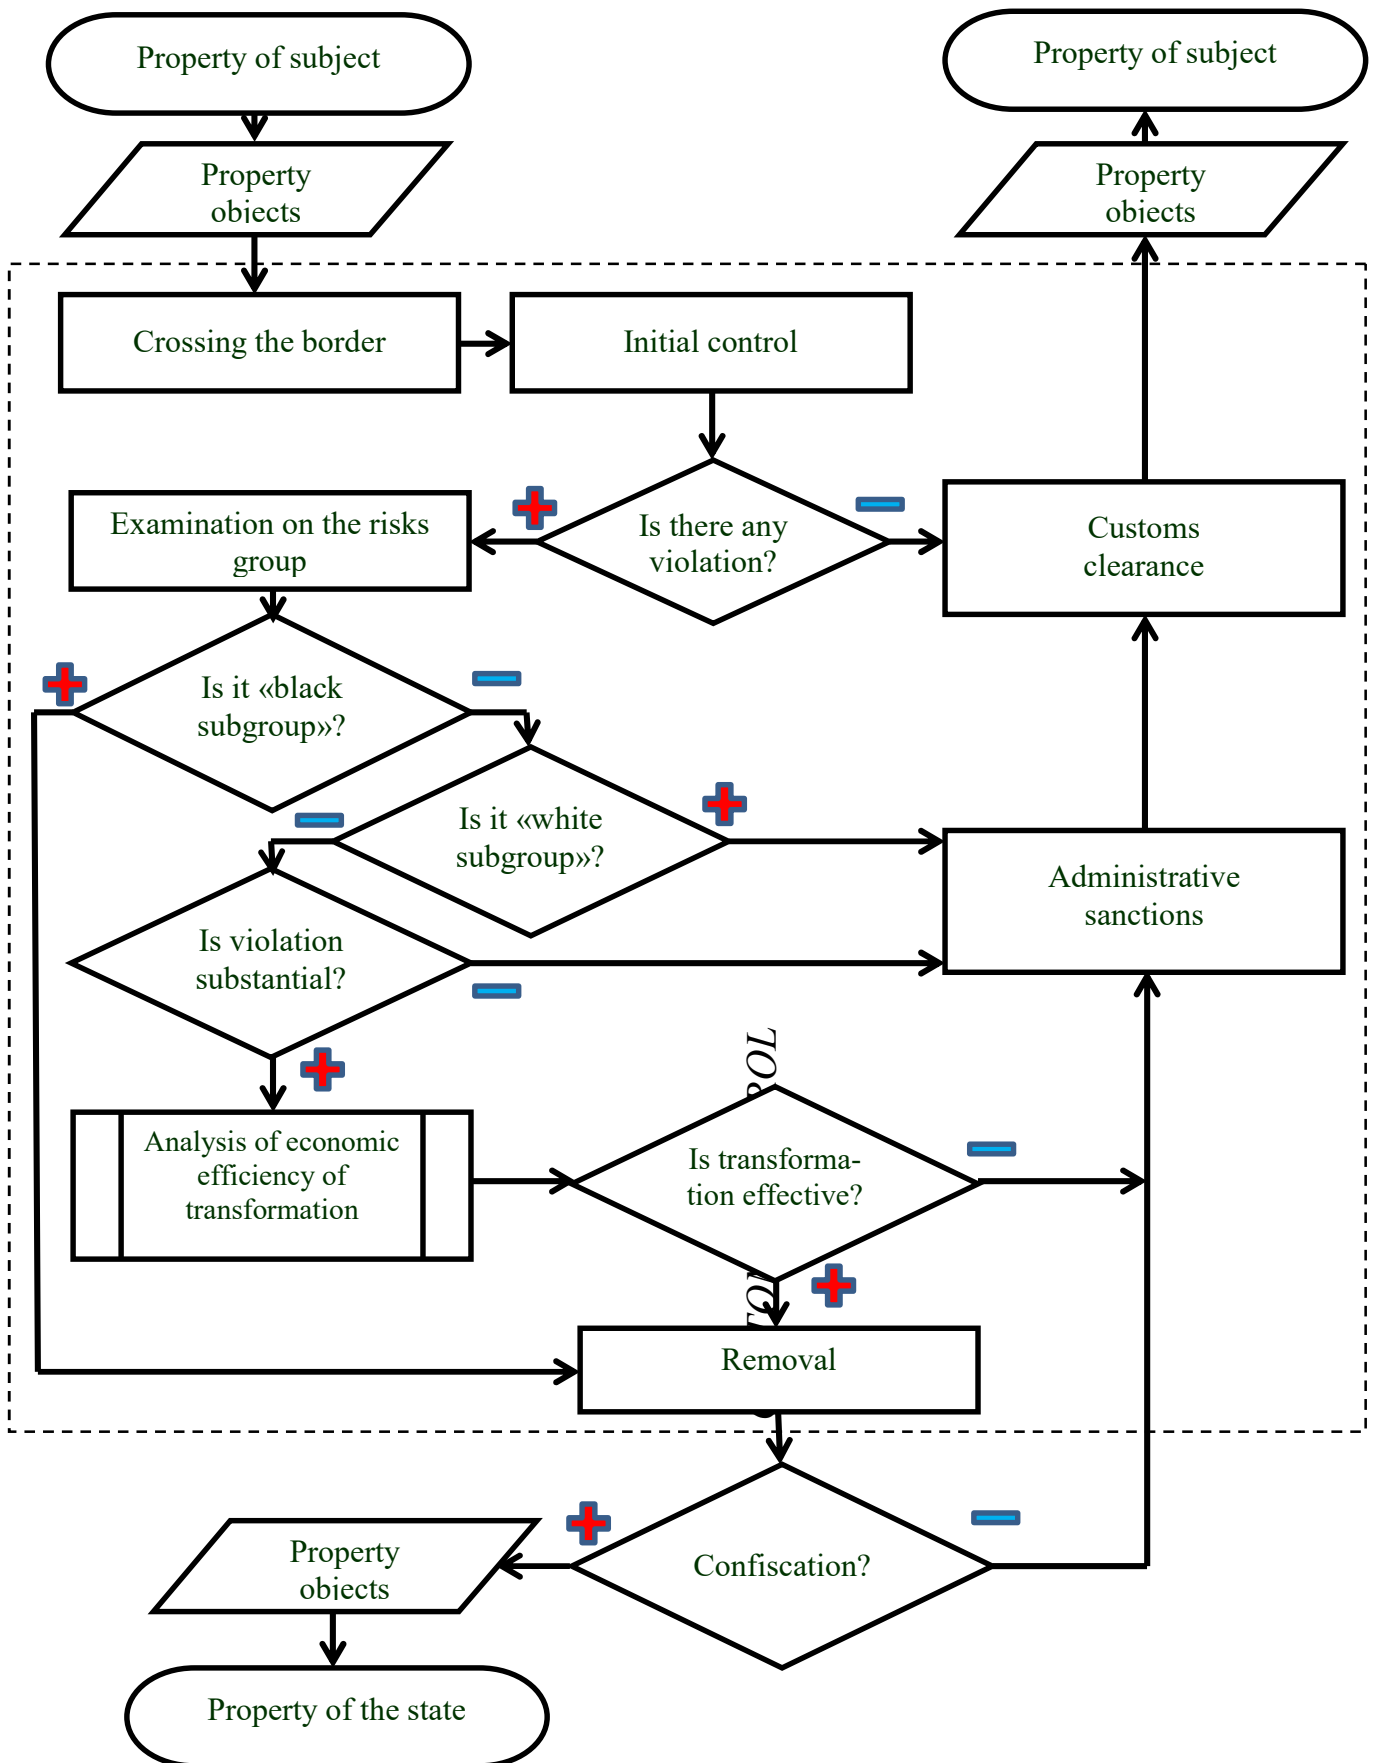 Property of subject
Property of subject
Property
objects
Property
objects
Crossing the border
Initial control
Examination on the risks
group
Is there any
violation?
Customs
clearance
Is it «black
subgroup»?
Is it «white
subgroup»?
Administrative
sanctions
Is violation
substantial?
Analysis of economic
efficiency of
transformation
Is transforma-
tion effective?
Removal
Confiscation?
Property
objects
Property of the state